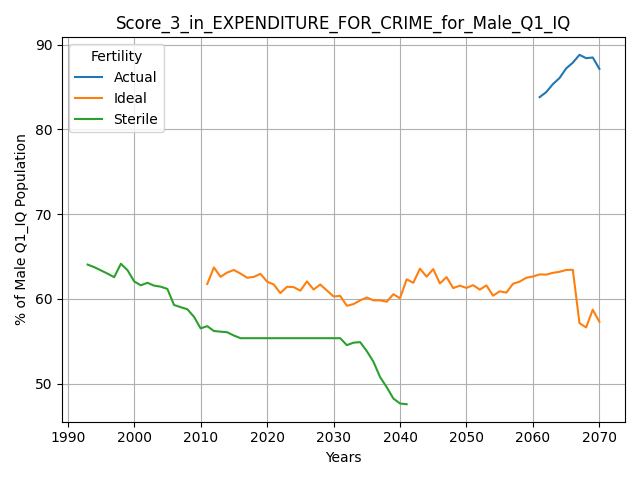 Score_3_in_EXPENDITURE_FOR_CRIME_for_Male_Q1_IQ
Fertility
Actual
Ideal
Sterile
% of Male Q1_IQ Population
90
80
70
60
50
1990 2000 2010 2020 2030 2040 2050 2060 2070
Years